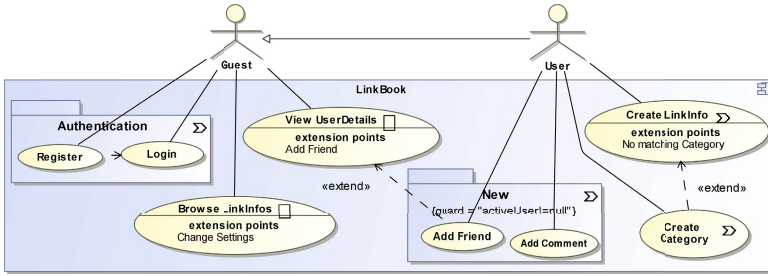 Guest
User
LinkBook
Authentication
Register
Login
View UserDetails
extension points
Add Friend
Create LinkInfo
extension points
No matching Category
«extend»
«extend»
Browse LinkInfos
extension points
Change Settings
New
{guard = "activeUser!=null"}
Add Friend
Add Comment
Create
Category